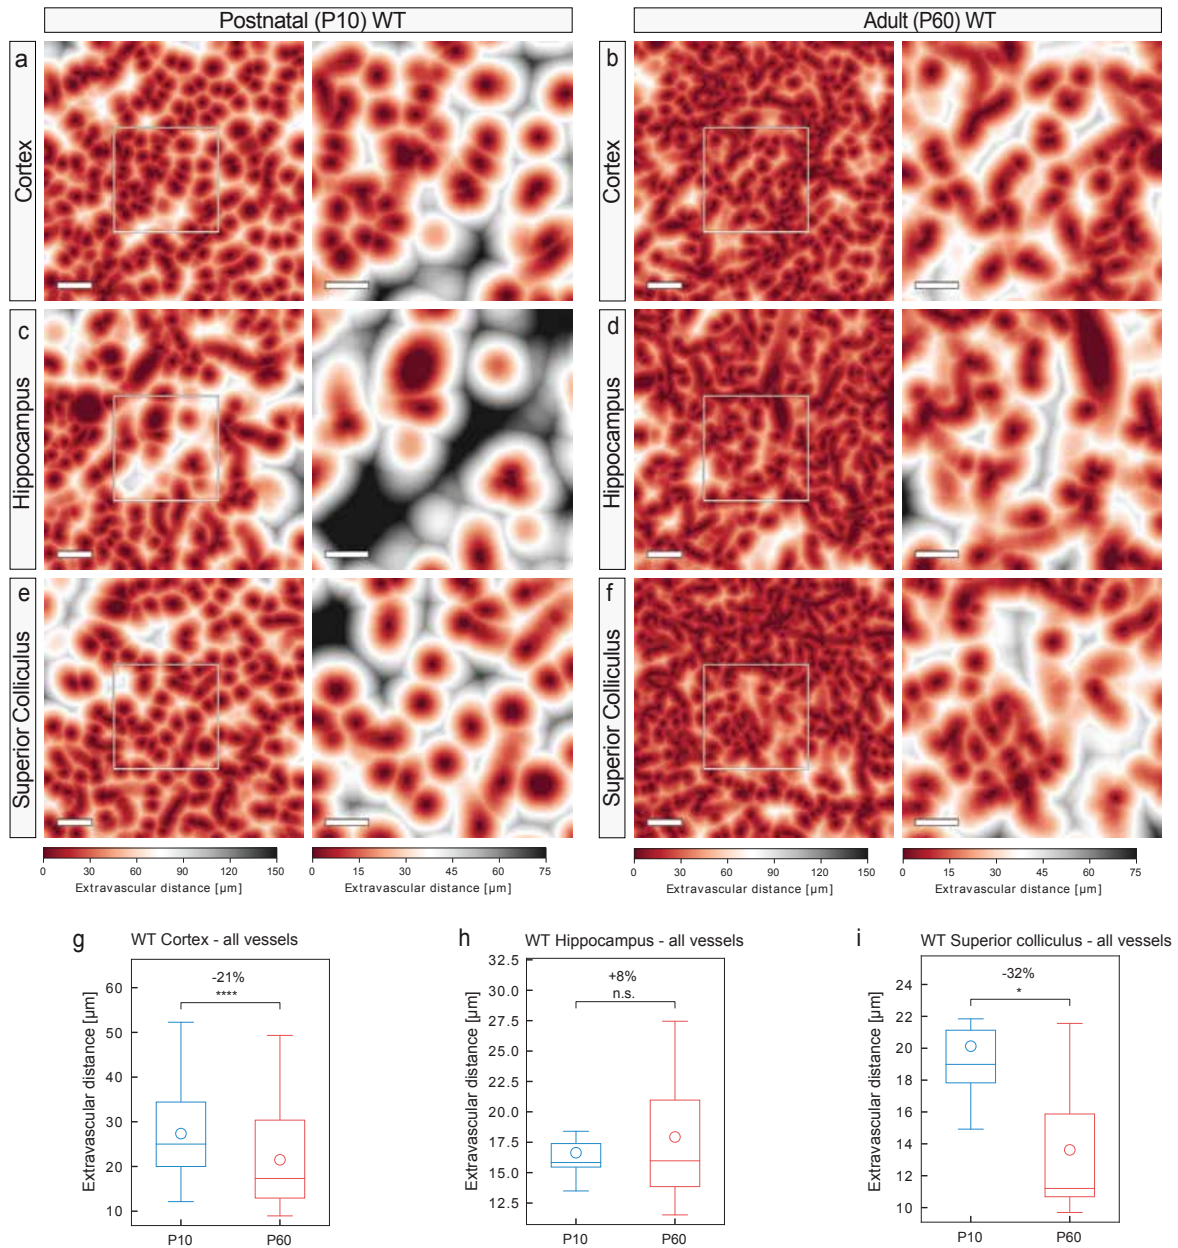 Postnatal (P10) WT
Adult (P60) WT
a
b
Cortex
Cortex
c
d
Hippocampus
Hippocampus
e
f
Superior Colliculus
Superior Colliculus
0 30 60 90 120 150
Extravascular distance [µm]
0 15 30 45 60 75
Extravascular distance [µm]
0 30 60 90 120 150
Extravascular distance [µm]
0 15 30 45 60 75
Extravascular distance [µm]
g
WT Cortex - all vessels
-21%
****
Extravascular distance [µm]
60
50
40
30
20
10
P10 P60
h
WT Hippocampus - all vessels
+8%
n.s.
Extravascular distance [µm]
32.5
30.0
27.5
25.0
22.5
20.0
17.5
15.0
12.5
P10 P60
i
WT Superior colliculus - all vessels
-32%
*
Extravascular distance [µm]
24
22
20
18
16
14
12
10
P10 P60